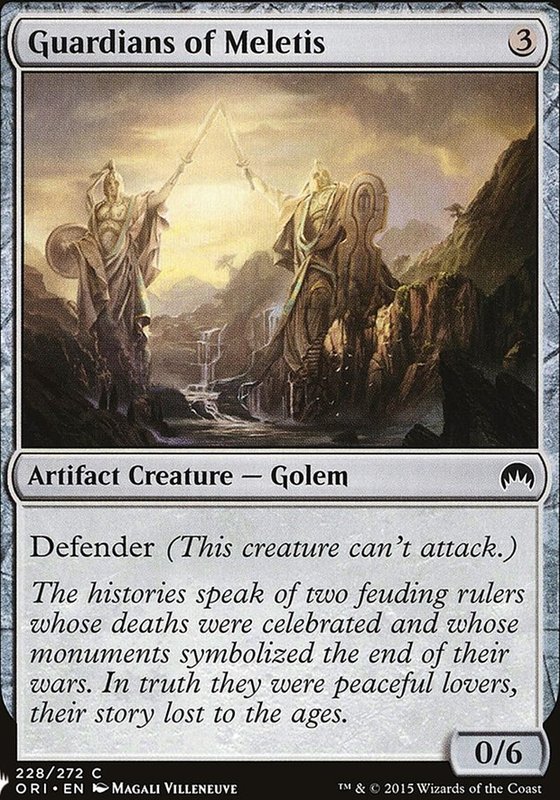 Guardians of Meletis 3
Artifact Creature — Golem
Defender (This creature can't attack.)
The histories speak of two feuding rulers
whose deaths were celebrated and whose
monuments symbolized the end of their
wars. In truth they were peaceful lovers,
their story lost to the ages.
0/6
228/272 C
ORI • EN Magali Villeneuve
™ & © 2015 Wizards of the Coast